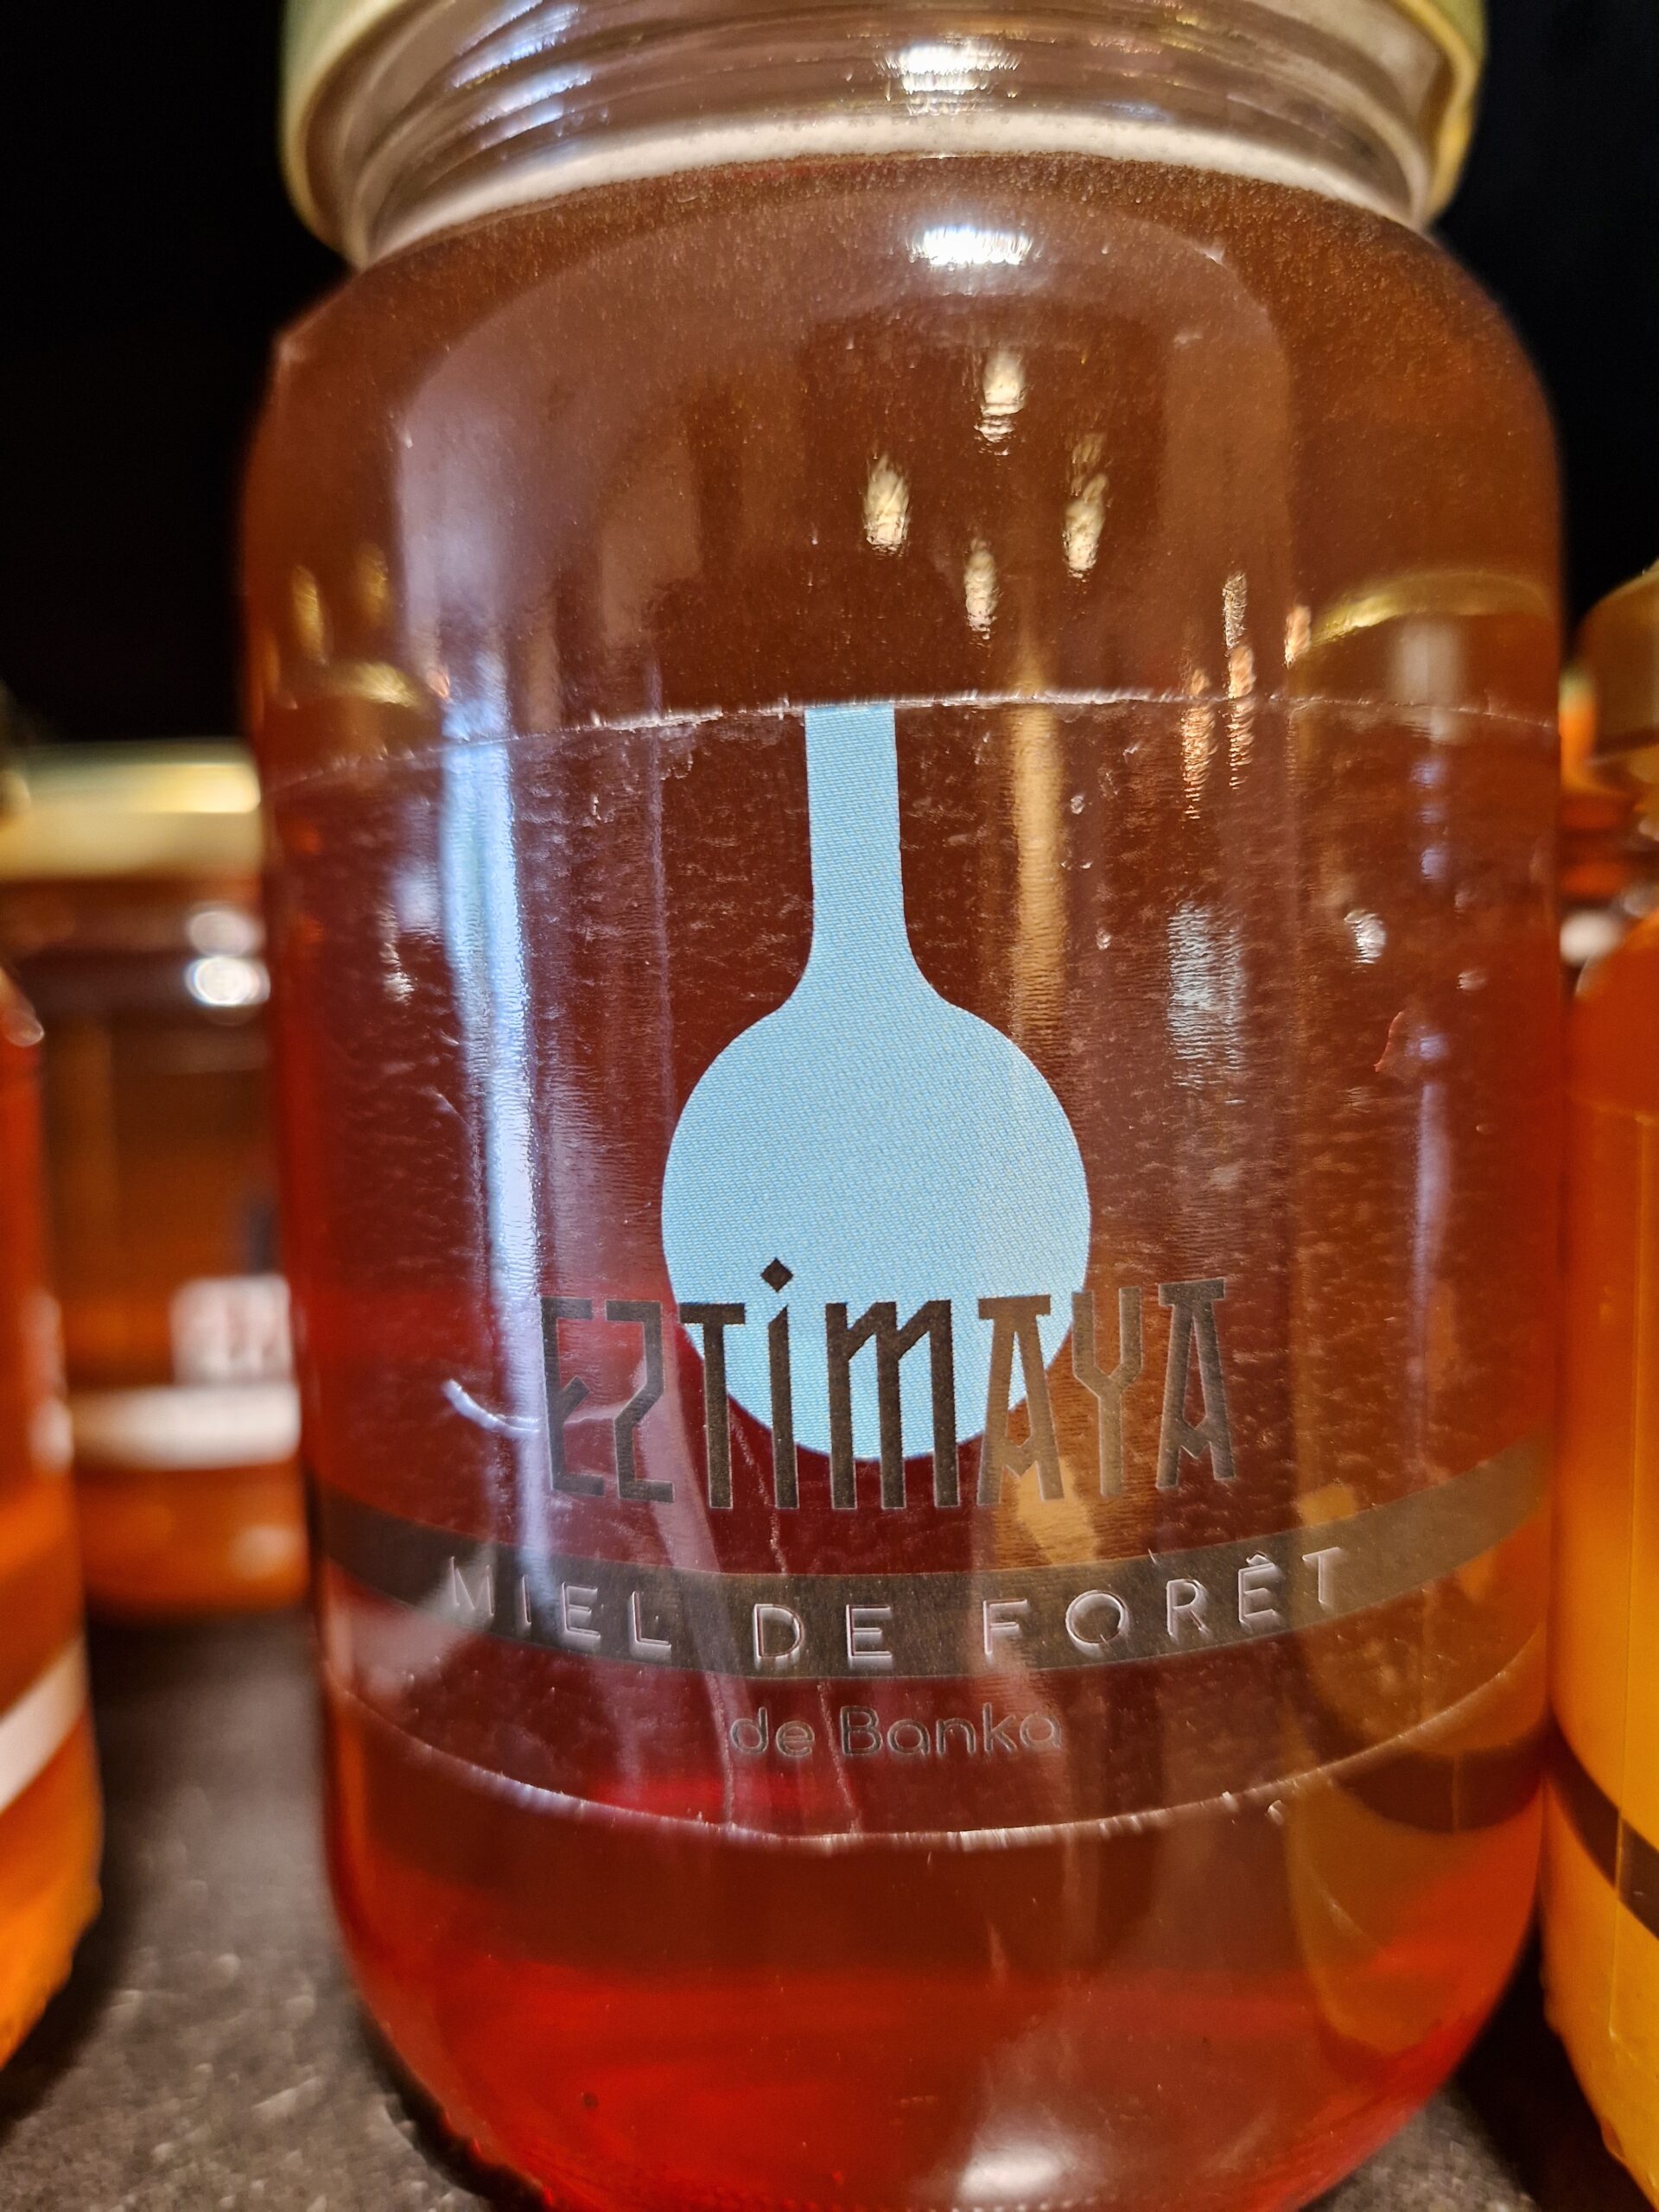 EZTiMAYA
MIEL DE FORÊT
de Banka